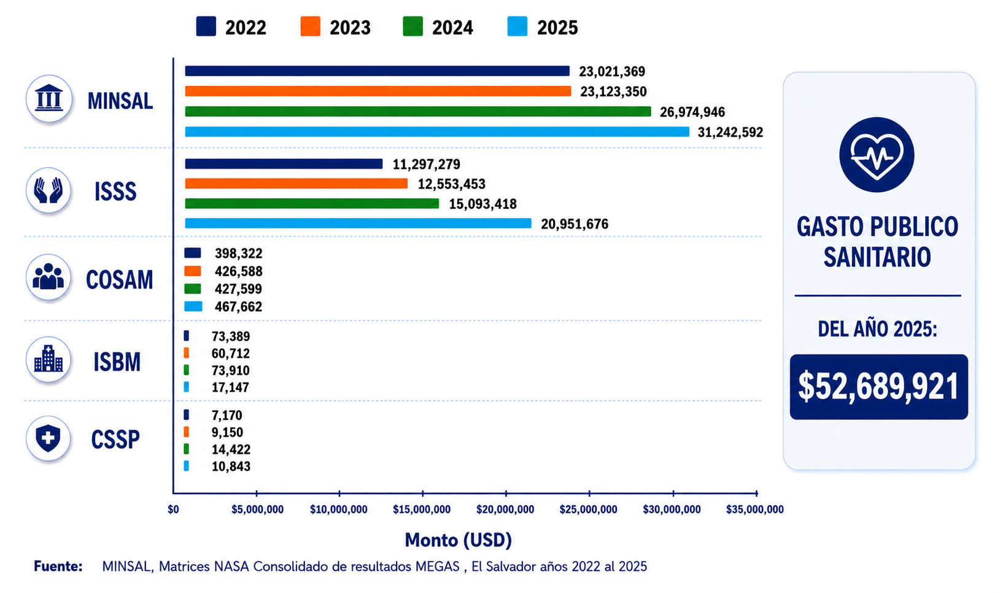 2022 2023 2024 2025
MINSAL
23,021,369
23,123,350
26,974,946
31,242,592
ISSS
11,297,279
12,553,453
15,093,418
20,951,676
COSAM
398,322
426,588
427,599
467,662
ISBM
73,389
60,712
73,910
17,147
CSSP
7,170
9,150
14,422
10,843
$0 $5,000,000 $10,000,000 $15,000,000 $20,000,000 $25,000,000 $30,000,000 $35,000,000
Monto (USD)
GASTO PUBLICO
SANITARIO
DEL AÑO 2025:
$52,689,921
Fuente: MINSAL, Matrices NASA Consolidado de resultados MEGAS , El Salvador años 2022 al 2025